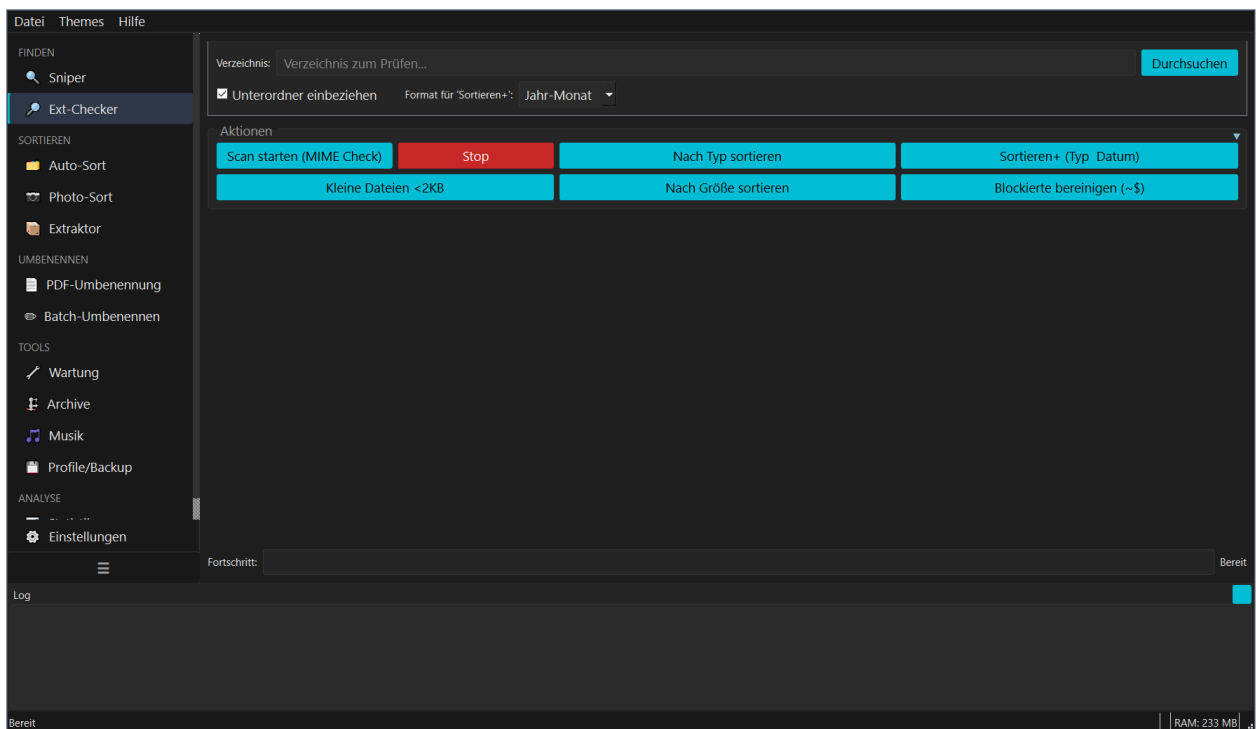 Datei Themes Hilfe
FINDEN
Sniper
Ext-Checker
SORTIEREN
Auto-Sort
Photo-Sort
Extraktor
UMBENENNEN
PDF-Umbenennung
Batch-Umbenennen
TOOLS
Wartung
Archive
Musik
Profile/Backup
ANALYSE
Einstellungen
Verzeichnis: Verzeichnis zum Prüfen... Durchsuchen
Unterordner einbeziehen Format für 'Sortieren+': Jahr-Monat
Aktionen
Scan starten (MIME Check) Stop Nach Typ sortieren Sortieren+ (Typ Datum)
Kleine Dateien <2KB Nach Größe sortieren Blockierte bereinigen (~$)
Fortschritt: Bereit
Log
Bereit RAM: 233 MB